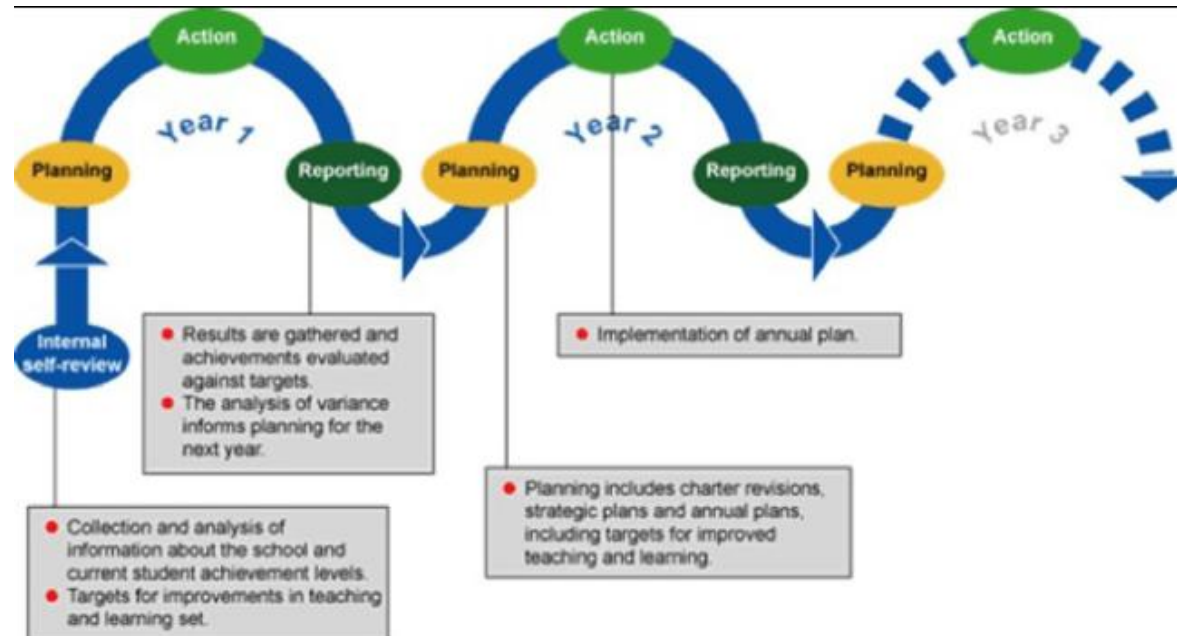 Action
Action
Action
Year 1
Year 2
Year 3
Planning
Reporting
Planning
Reporting
Planning
Internal
self-review
Results are gathered and
achievements evaluated
against targets.
The analysis of variance
informs planning for the
next year.
Implementation of annual plan.
Planning includes charter revisions,
strategic plans and annual plans,
including targets for improved
teaching and learning.
Collection and analysis of
information about the school and
current student achievement levels.
Targets for improvements in teaching
and learning set.